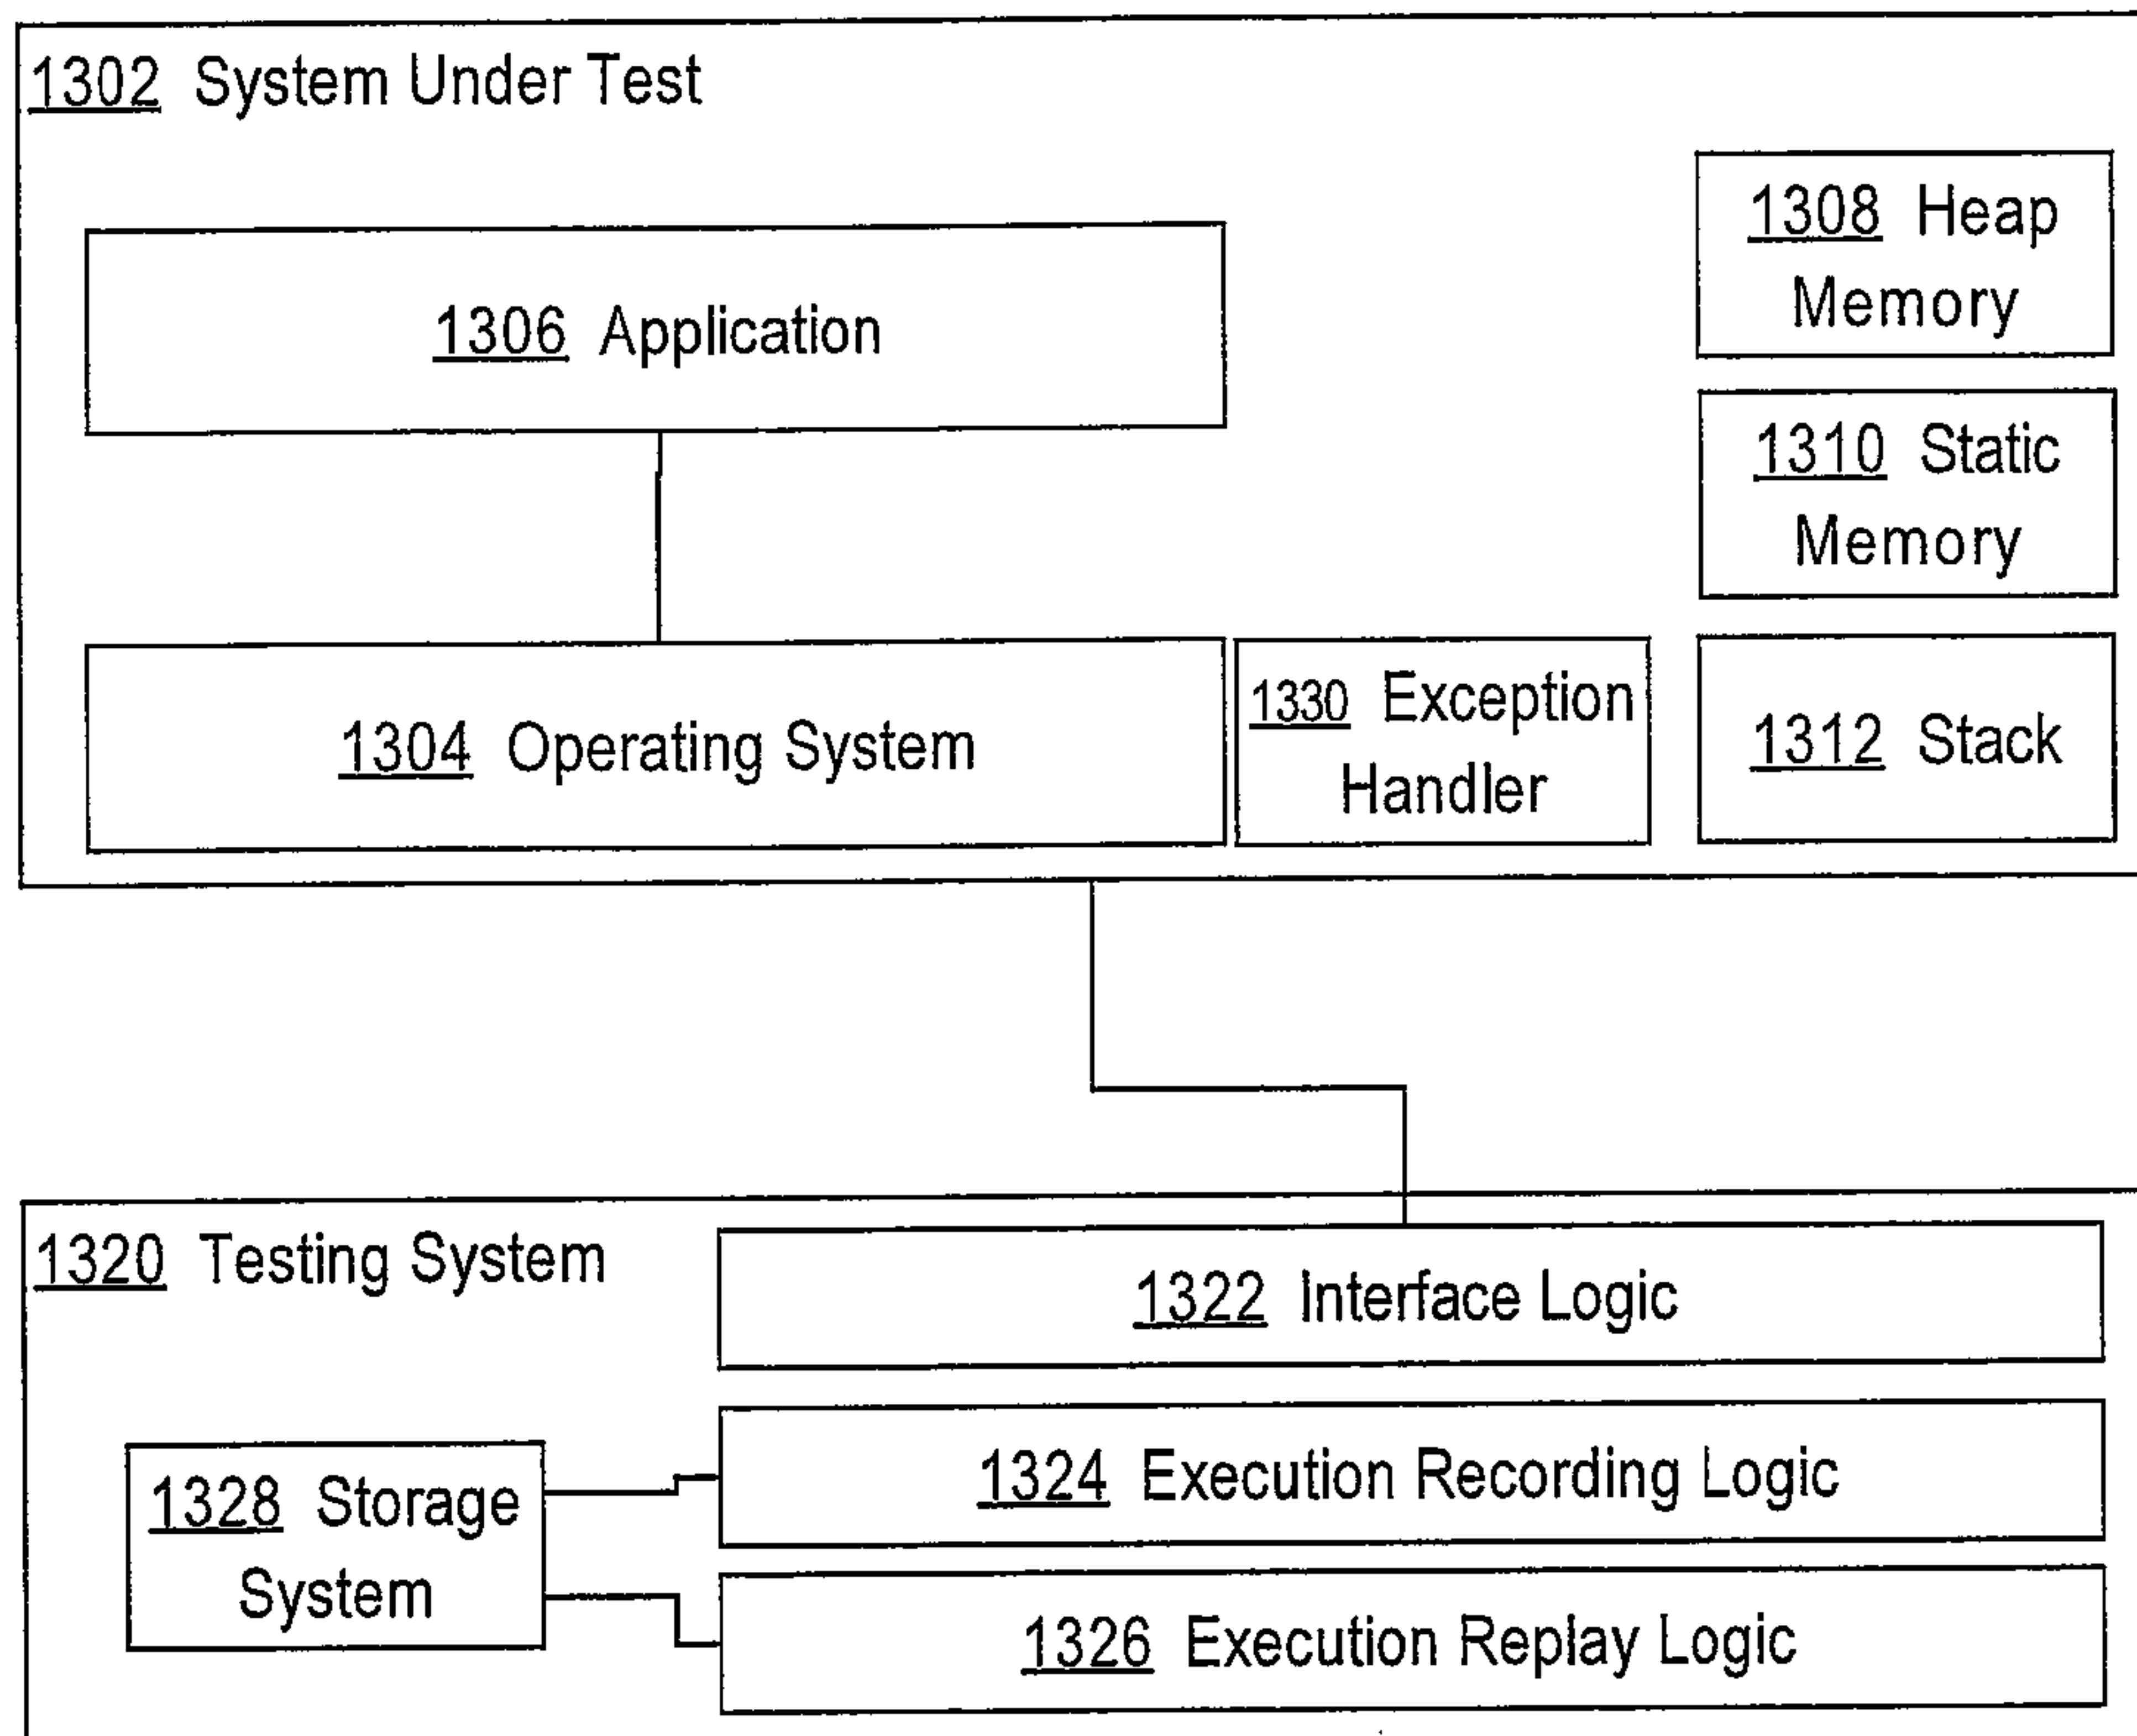 1302 System Under Test
1308 Heap
Memory
1306 Application
1310 Static
Memory
1304 Operating System
1330 Exception
Handler
1312 Stack
1320 Testing System
1322 Interface Logic
1324 Execution Recording Logic
1328 Storage
System
1326 Execution Replay Logic